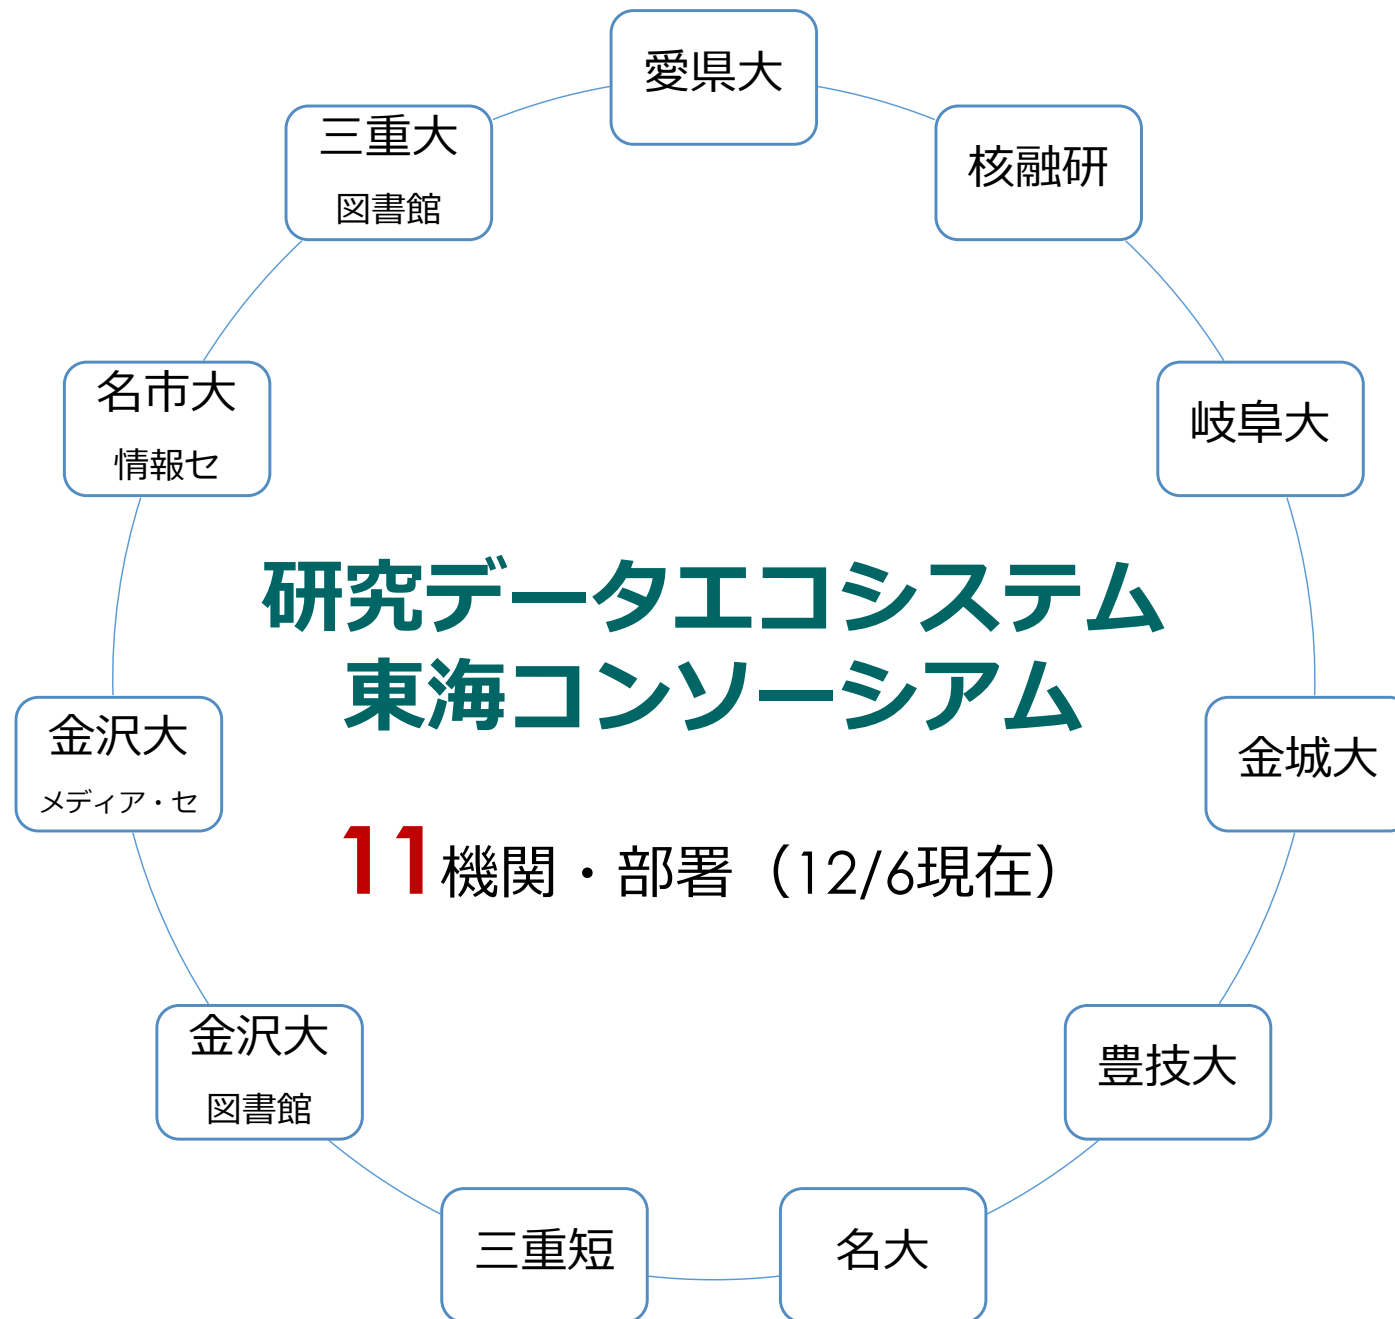 愛県大
三重大
図書館
核融研
名市大
情報セ
岐阜大
研究データエコシステム
東海コンソーシアム
金沢大
メディア・セ
金城大
11機関・部署（12/6現在）
金沢大
図書館
豊技大
三重短
名大